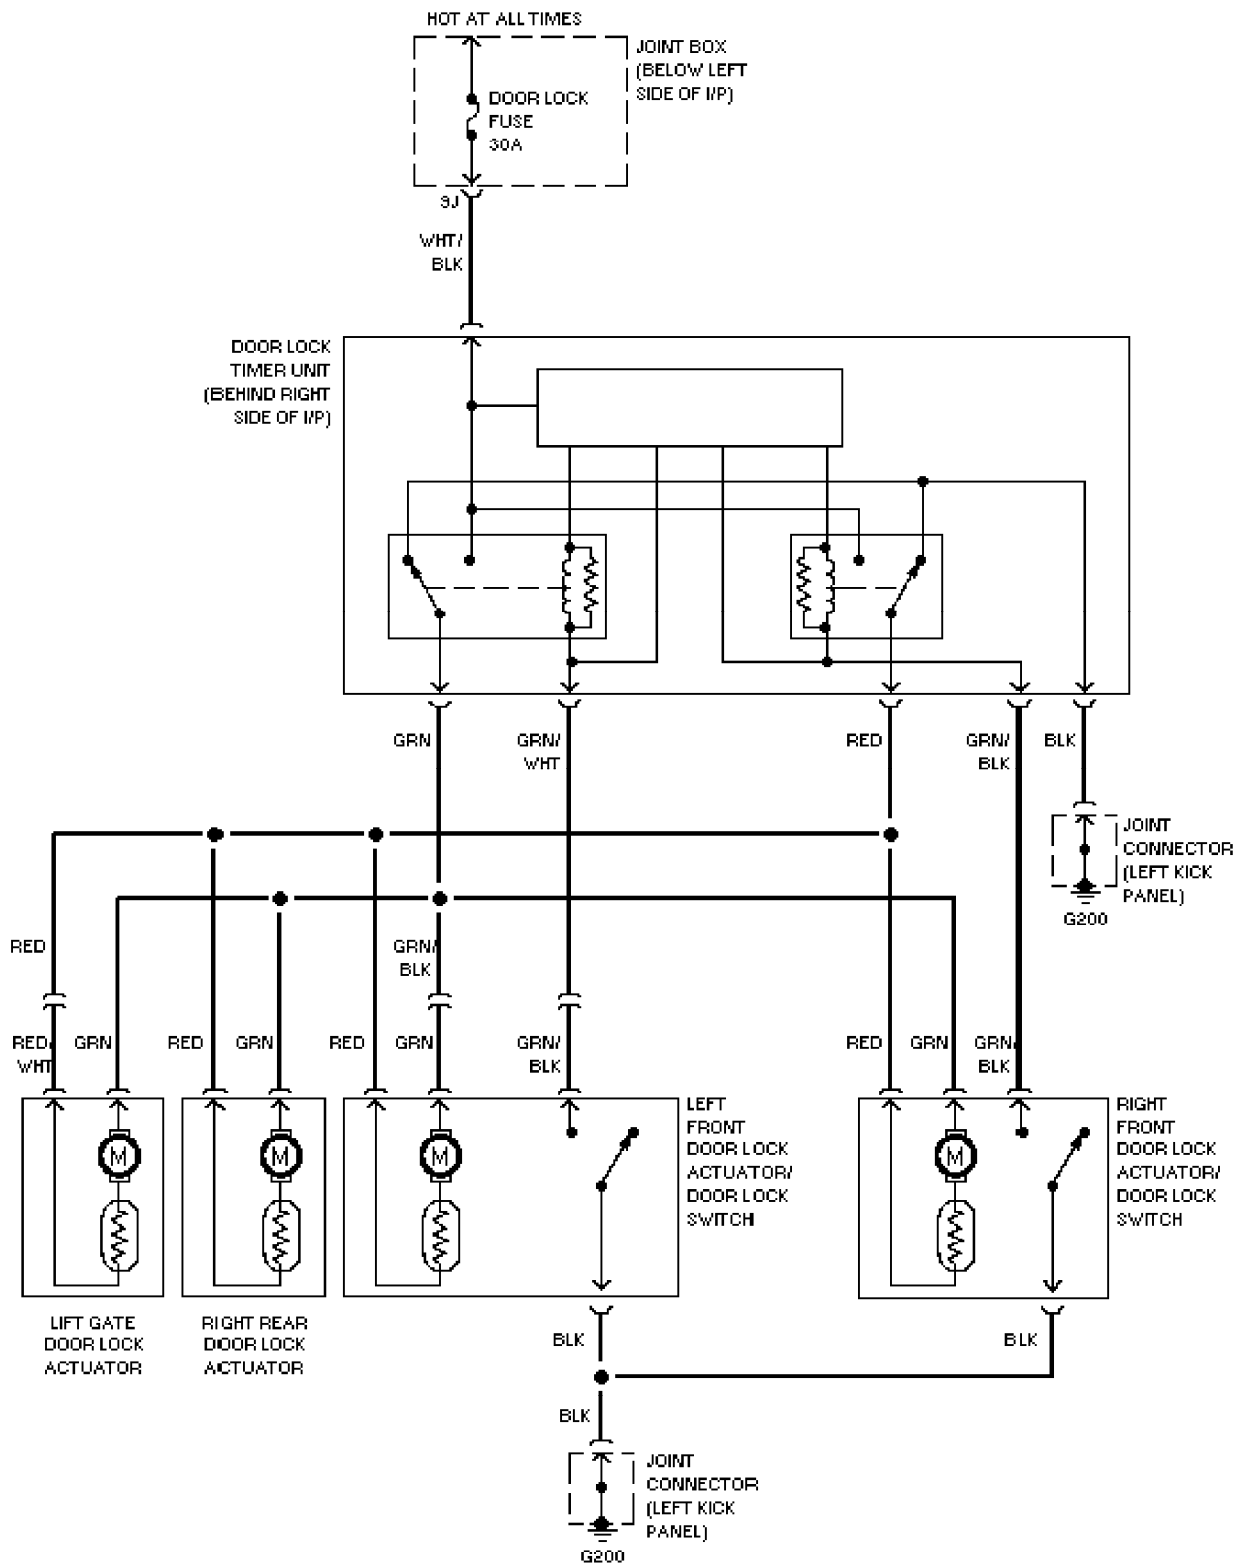 HOT AT ALL TIMES
JOINT BOX
(BELOW LEFT
SIDE OF I/P)
DOOR LOCK
FUSE
30A
9J
WHT/
BLK
DOOR LOCK
TIMER UNIT
(BEHIND RIGHT
SIDE OF I/P)
GRN
GRN/
WHT
RED
GRN/
BLK
BLK
JOINT
CONNECTOR
(LEFT KICK
PANEL)
G200
RED
GRN/
BLK
RED/
WHT
GRN
RED
GRN
RED
GRN
GRN/
BLK
RED
GRN
GRN/
BLK
LEFT
FRONT
DOOR LOCK
ACTUATOR/
DOOR LOCK
SWITCH
RIGHT
FRONT
DOOR LOCK
ACTUATOR/
DOOR LOCK
SWITCH
M
M
M
M
LIFT GATE
DOOR LOCK
ACTUATOR
RIGHT REAR
DOOR LOCK
ACTUATOR
BLK
BLK
BLK
JOINT
CONNECTOR
(LEFT KICK
PANEL)
G200